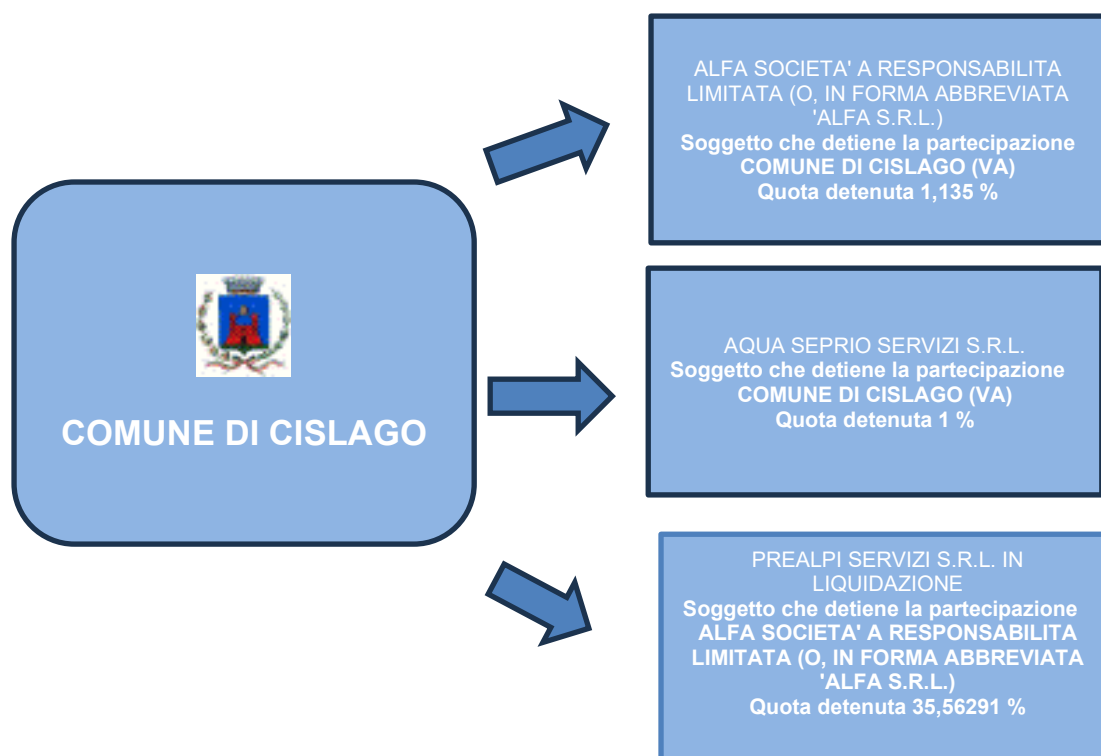 COMUNE DI CISLAGO
ALFA SOCIETA' A RESPONSABILITA
LIMITATA (O, IN FORMA ABBREVIATA
'ALFA S.R.L.)
Soggetto che detiene la partecipazione
COMUNE DI CISLAGO (VA)
Quota detenuta 1,135 %
AQUA SEPRIO SERVIZI S.R.L.
Soggetto che detiene la partecipazione
COMUNE DI CISLAGO (VA)
Quota detenuta 1 %
PREALPI SERVIZI S.R.L. IN
LIQUIDAZIONE
Soggetto che detiene la partecipazione
ALFA SOCIETA' A RESPONSABILITA
LIMITATA (O, IN FORMA ABBREVIATA
'ALFA S.R.L.)
Quota detenuta 35,56291 %